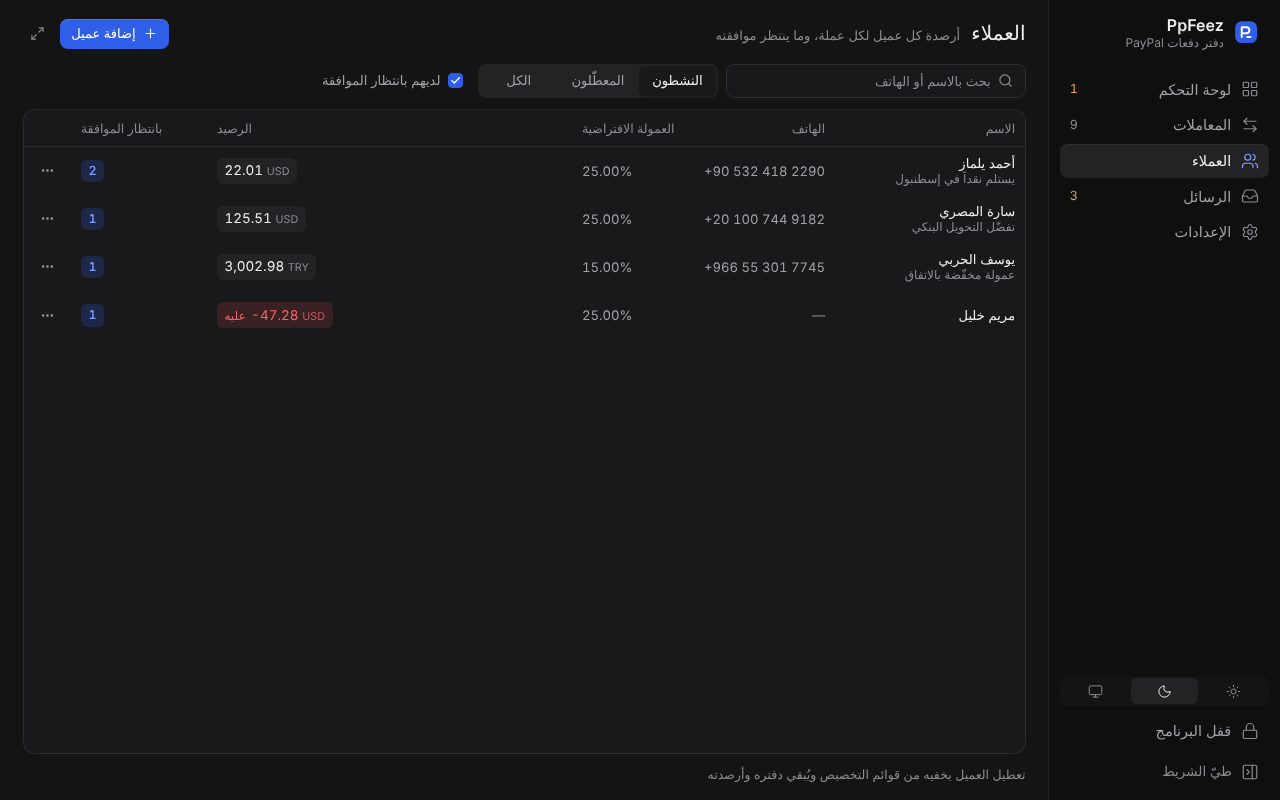 PpFeez
دفتر دفعات PayPal
لوحة التحكم 1
المعاملات 9
العملاء
الرسائل 3
الإعدادات
قفل البرنامج
طيّ الشريط
العملاء أرصدة كل عميل لكل عملة، وما ينتظر موافقته
إضافة عميل
بحث بالاسم أو الهاتف
النشطون المعطّلون الكل
لديهم بانتظار الموافقة
الاسم الهاتف العمولة الافتراضية الرصيد بانتظار الموافقة
أحمد يلماز +90 532 418 2290 25.00% 22.01 USD 2
يستلم نقداً في إسطنبول
سارة المصري +20 100 744 9182 25.00% 125.51 USD 1
تفضّل التحويل البنكي
يوسف الحربي +966 55 301 7745 15.00% 3,002.98 TRY 1
عمولة مخفّضة بالاتفاق
مريم خليل — 25.00% -47.28 USD عليه 1
تعطيل العميل يخفيه من قوائم التخصيص ويُبقي دفتره وأرصدته